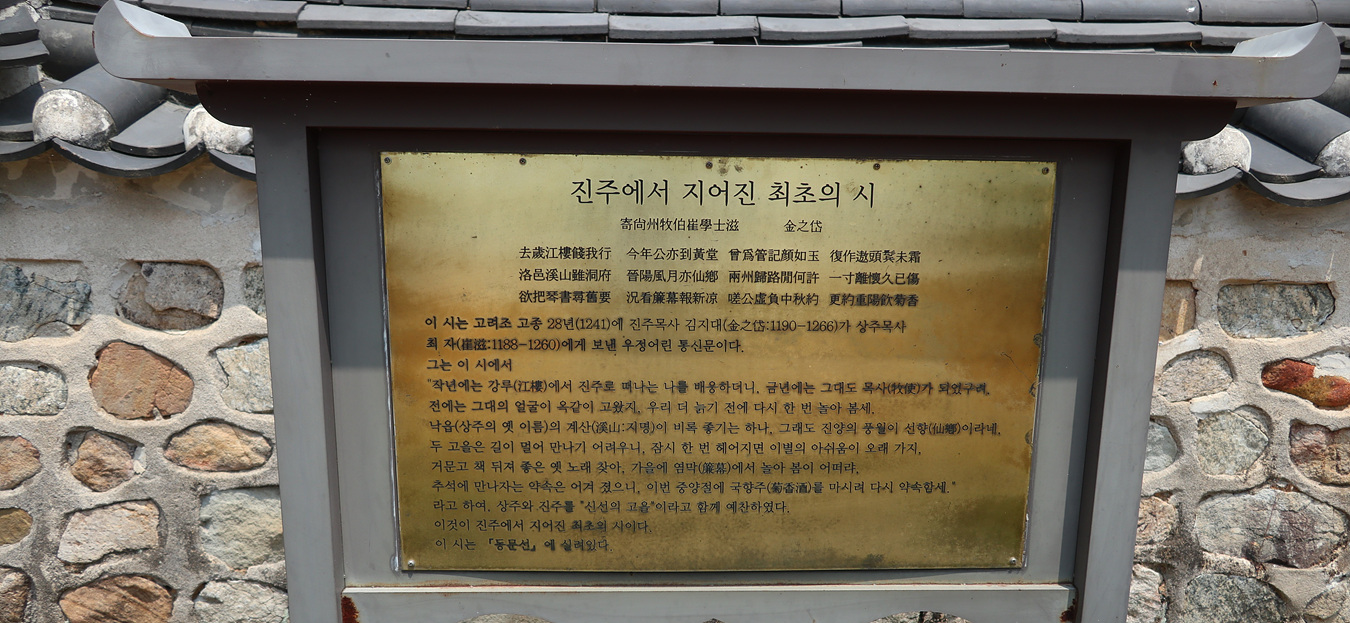 진주에서 지어진 최초의 시
寄尙州牧伯崔學士滋 金之岱
去歲江樓餞我行 今年公亦到黃堂 曾爲管記顔如玉 復作遨頭鬂未霜
洛邑溪山雖洞府 晉陽風月亦仙鄕 兩州歸路閒何許 一寸離懷久已傷
欲把琴書尋舊要 況看簾幕報新凉 嗟公虛負中秋約 更約重陽飮菊香
이 시는 고려조 고종 28년(1241)에 진주목사 김지대(金之岱:1190-1266)가 상주목사
최 자(崔滋:1188-1260)에게 보낸 우정어린 통신문이다.
그는 이 시에서
"작년에는 강루(江樓)에서 진주로 떠나는 나를 배웅하더니, 금년에는 그대도 목사(牧使)가 되었구려,
전에는 그대의 얼굴이 옥같이 고왔지, 우리 더 늙기 전에 다시 한 번 놀아 봄세.
낙읍(상주의 옛 이름)의 계산(溪山:지명)이 비록 좋기는 하나, 그래도 진양의 풍월이 선향(仙鄕)이라네,
두 고을은 길이 멀어 만나기 어려우니, 잠시 한 번 헤어지면 이별의 아쉬움이 오래 가지,
거문고 책 뒤져 좋은 옛 노래 찾아, 가을에 염막(簾幕)에서 놀아 봄이 어떠랴,
추석에 만나자는 약속은 어겨 졌으니, 이번 중양절에 국향주(菊香酒)를 마시려 다시 약속함세."
라고 하여, 상주와 진주를 "신선의 고을"이라고 함께 예찬하였다.
이것이 진주에서 지어진 최초의 시이다.
이 시는 『동문선』에 실려있다.